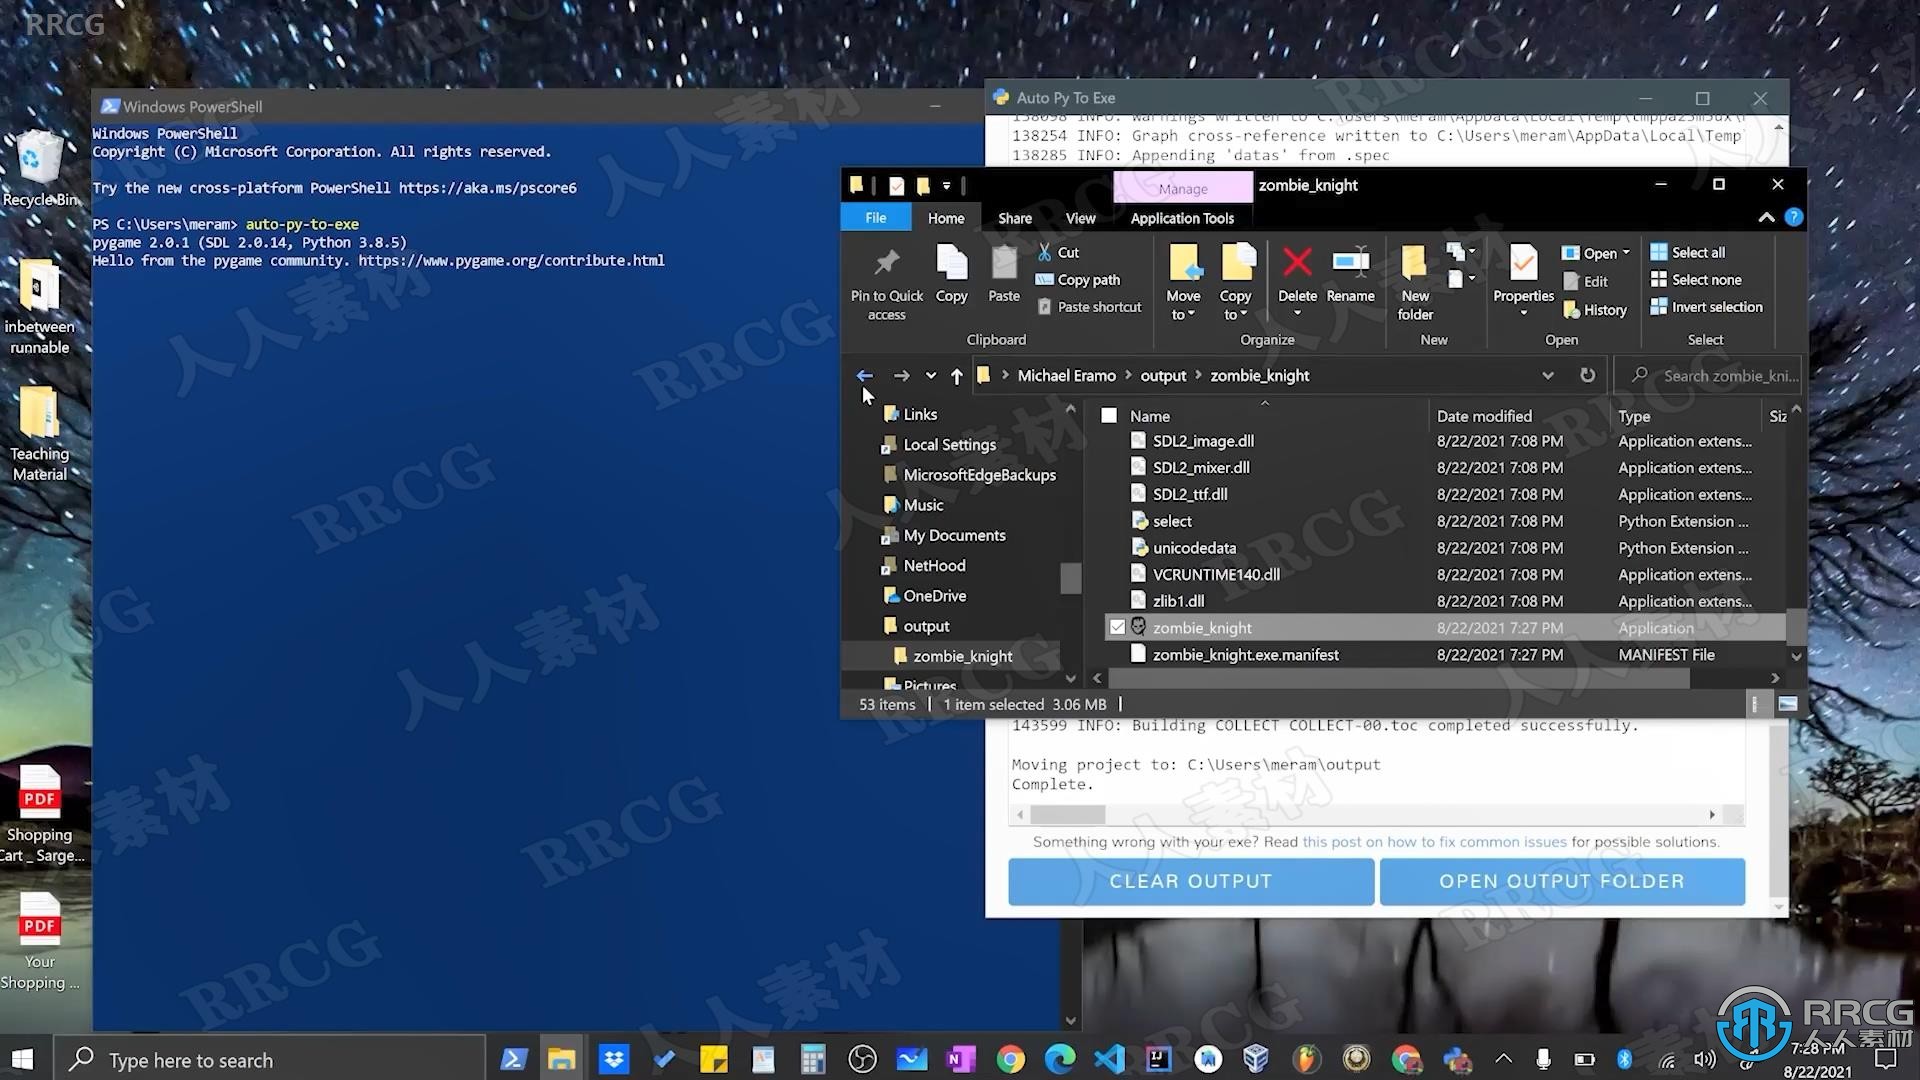 RRCG
Windows PowerShell
Windows PowerShell
Copyright (C) Microsoft Corporation. All rights reserved.
Try the new cross-platform PowerShell https://aka.ms/pscore6
PS C:\Users\meram> auto-py-to-exe
pygame 2.0.1 (SDL 2.0.14, Python 3.8.5)
Hello from the pygame community. https://www.pygame.org/contribute.html
Recycle Bin
inbetween
runnable
Teaching
Material
Shopping
Cart _ Sarge...
Your
Shopping ...
Auto Py To Exe
138254 INFO: Graph cross-reference written to C:\Users\meram\AppData\Local\Temp
138285 INFO: Appending 'datas' from .spec
Manage
zombie_knight
File
Home
Share
View
Application Tools
Pin to Quick
access
Copy
Paste
Cut
Copy path
Paste shortcut
Clipboard
Move
to
Copy
to
Delete
Rename
Organize
New
folder
New
Properties
Open
Edit
History
Open
Select all
Select none
Invert selection
Select
Michael Eramo
output
zombie_knight
Search zombie_kni...
Links
Local Settings
MicrosoftEdgeBackups
Music
My Documents
NetHood
OneDrive
output
zombie_knight
Pictures
Name Date modified Type Siz
SDL2_image.dll 8/22/2021 7:08 PM Application extens...
SDL2_mixer.dll 8/22/2021 7:08 PM Application extens...
SDL2_ttf.dll 8/22/2021 7:08 PM Application extens...
select 8/22/2021 7:08 PM Python Extension ...
unicodedata 8/22/2021 7:08 PM Python Extension ...
VCRUNTIME140.dll 8/22/2021 7:08 PM Application extens...
zlib1.dll 8/22/2021 7:08 PM Application extens...
zombie_knight 8/22/2021 7:27 PM Application
zombie_knight.exe.manifest 8/22/2021 7:27 PM MANIFEST File
53 items 1 item selected 3.06 MB
143599 INFO: Building COLLECT COLLECT-00.toc completed successfully.
Moving project to: C:\Users\meram\output
Complete.
Something wrong with your exe? Read this post on how to fix common issues for possible solutions.
CLEAR OUTPUT
OPEN OUTPUT FOLDER
Type here to search
7:28 PM
8/22/2021
RRCG
人人素材